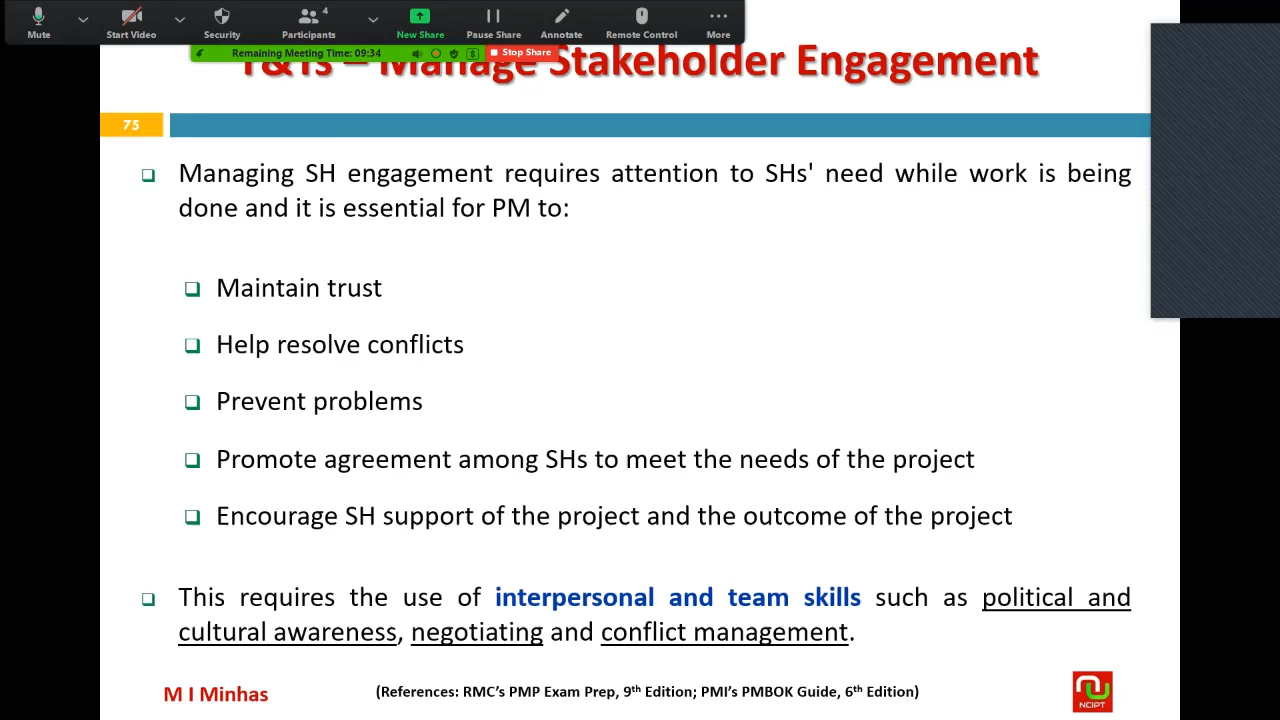 4
Mute Start Video Security Participants New Share Pause Share Annotate Remote Control More
Remaining Meeting Time: 09:34 Stop Share
T&Ts – Manage Stakeholder Engagement
75
Managing SH engagement requires attention to SHs' need while work is being
done and it is essential for PM to:
Maintain trust
Help resolve conflicts
Prevent problems
Promote agreement among SHs to meet the needs of the project
Encourage SH support of the project and the outcome of the project
This requires the use of interpersonal and team skills such as political and
cultural awareness, negotiating and conflict management.
M I Minhas
(References: RMC’s PMP Exam Prep, 9th Edition; PMI’s PMBOK Guide, 6th Edition)
NCIPT